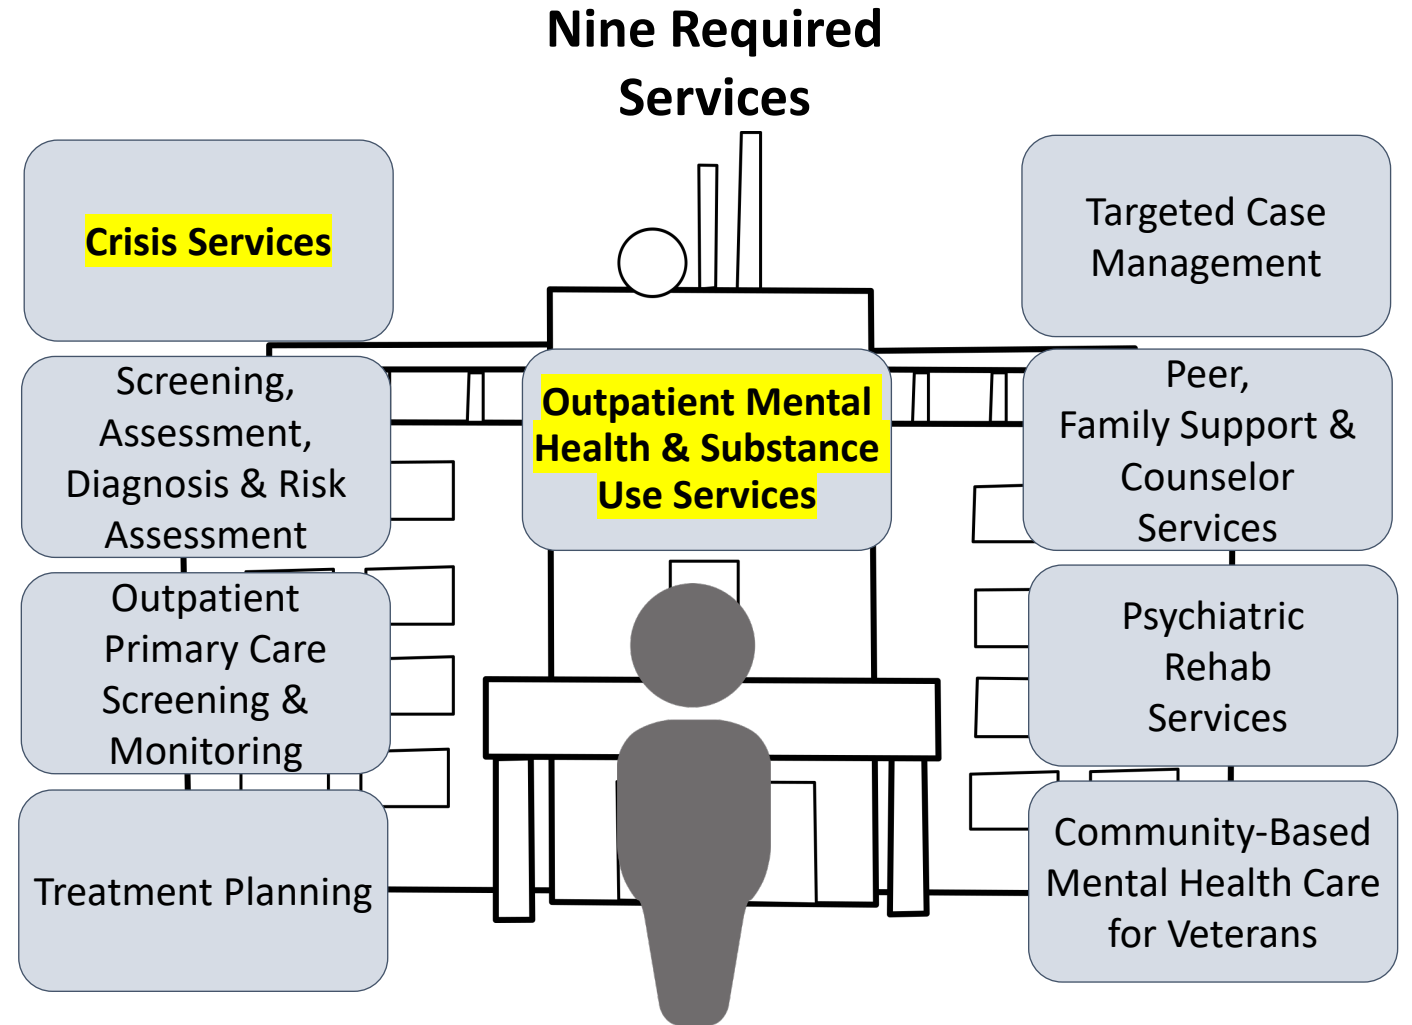 Nine Required
Services
Crisis Services
Screening,
Assessment,
Diagnosis & Risk
Assessment
Outpatient
Primary Care
Screening &
Monitoring
Treatment Planning
Outpatient Mental
Health & Substance
Use Services
Targeted Case
Management
Peer,
Family Support &
Counselor
Services
Psychiatric
Rehab
Services
Community-Based
Mental Health Care
for Veterans